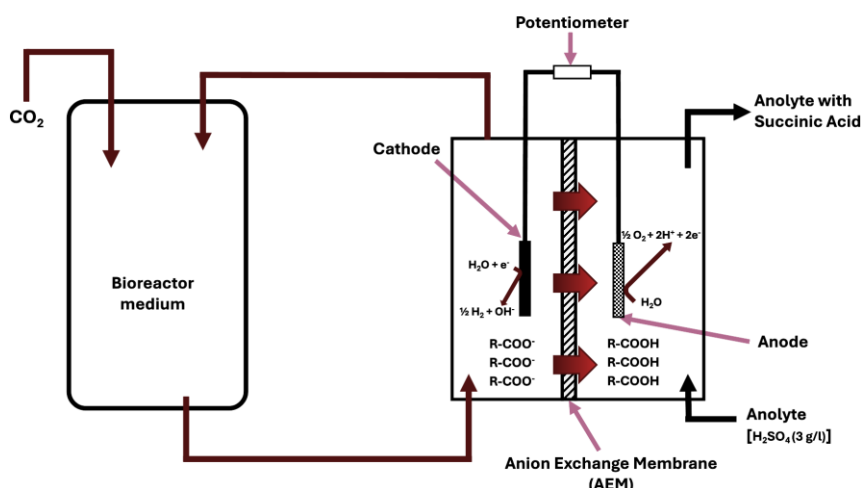 Potentiometer
CO₂
Anolyte with
Succinic Acid
Cathode
½ O₂ + 2H⁺ + 2e⁻
H₂O + e⁻
Bioreactor
medium
H₂O
½ H₂ + OH⁻
Anode
R-COO⁻
R-COO⁻
R-COO⁻
R-COOH
R-COOH
R-COOH
Anolyte
[H₂SO₄ (3 g/l)]
Anion Exchange Membrane
(AEM)